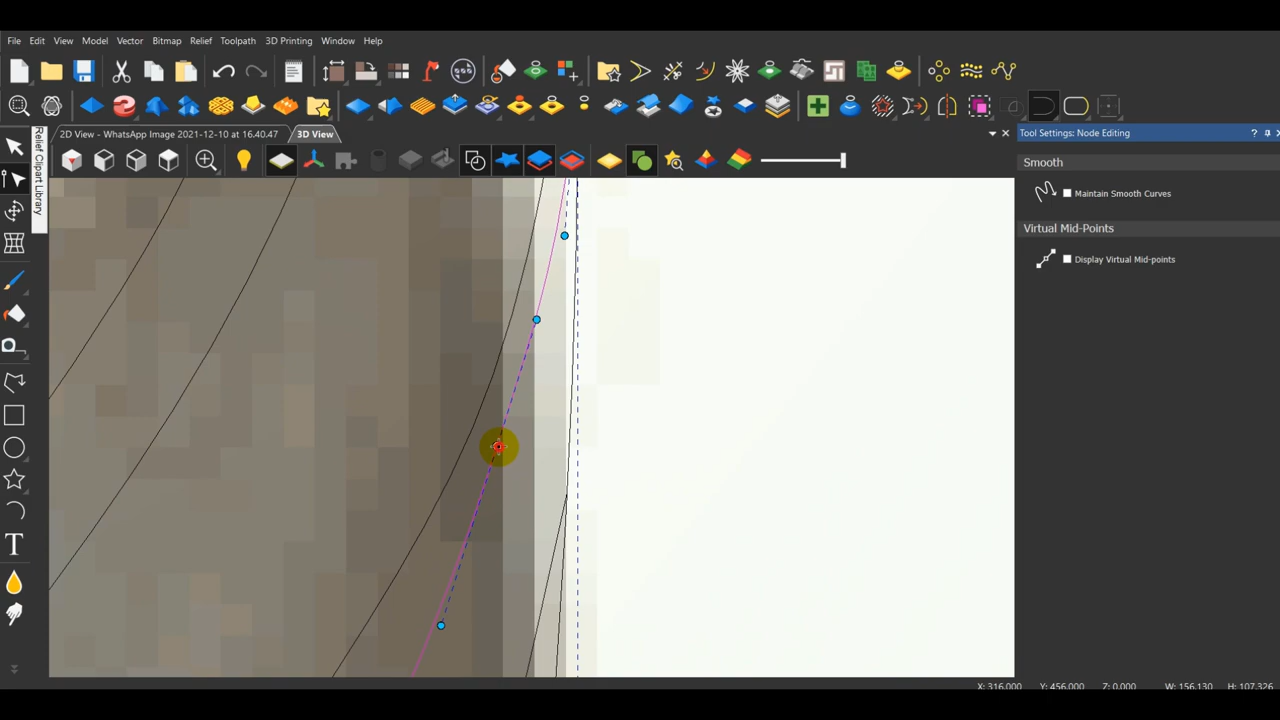 File Edit View Model Vector Bitmap Relief Toolpath 3D Printing Window Help
2D View - WhatsApp Image 2021-12-10 at 16.40.47 3D View
Tool Settings: Node Editing
Relief Clipart Library
Smooth
Maintain Smooth Curves
Virtual Mid-Points
Display Virtual Mid-points
T
X: 316.000 Y: 456.000 Z: 0.000 W: 156.130 H: 107.326